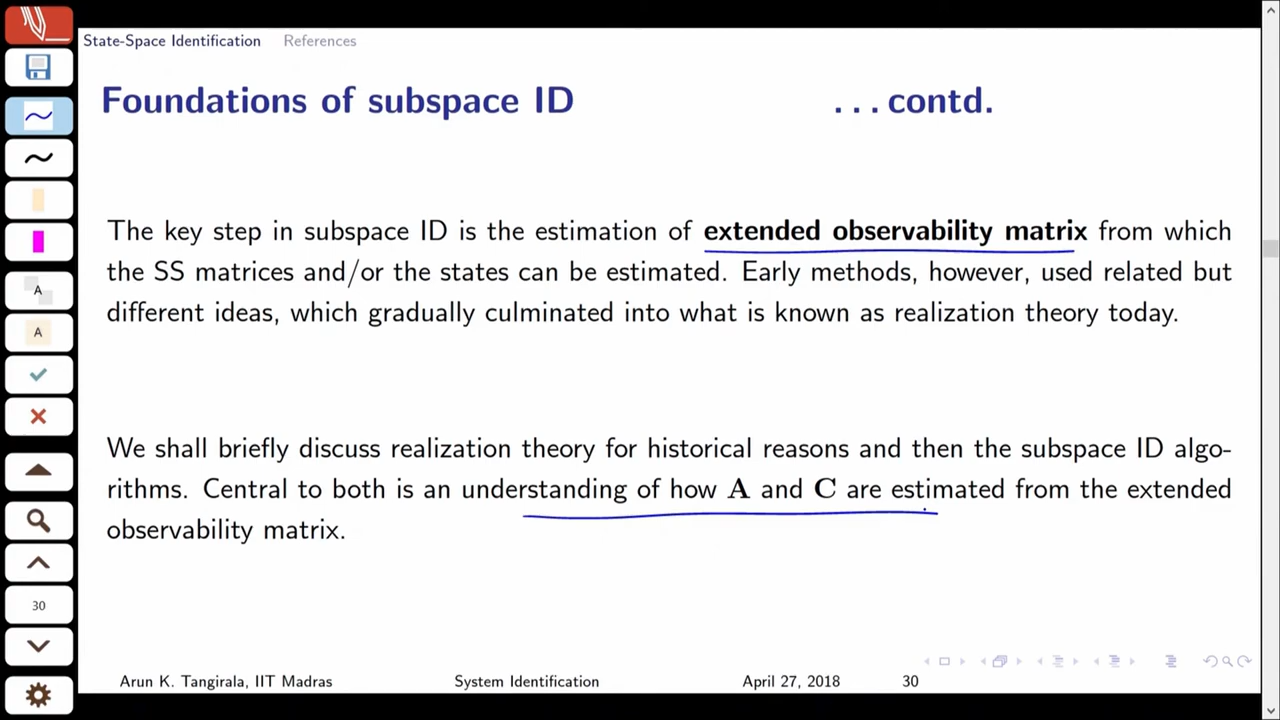 State-Space Identification References
Foundations of subspace ID . . . contd.
The key step in subspace ID is the estimation of extended observability matrix from which
the SS matrices and/or the states can be estimated. Early methods, however, used related but
different ideas, which gradually culminated into what is known as realization theory today.
We shall briefly discuss realization theory for historical reasons and then the subspace ID algo-
rithms. Central to both is an understanding of how A and C are estimated from the extended
observability matrix.
A
A
30
Arun K. Tangirala, IIT Madras System Identification April 27, 2018 30